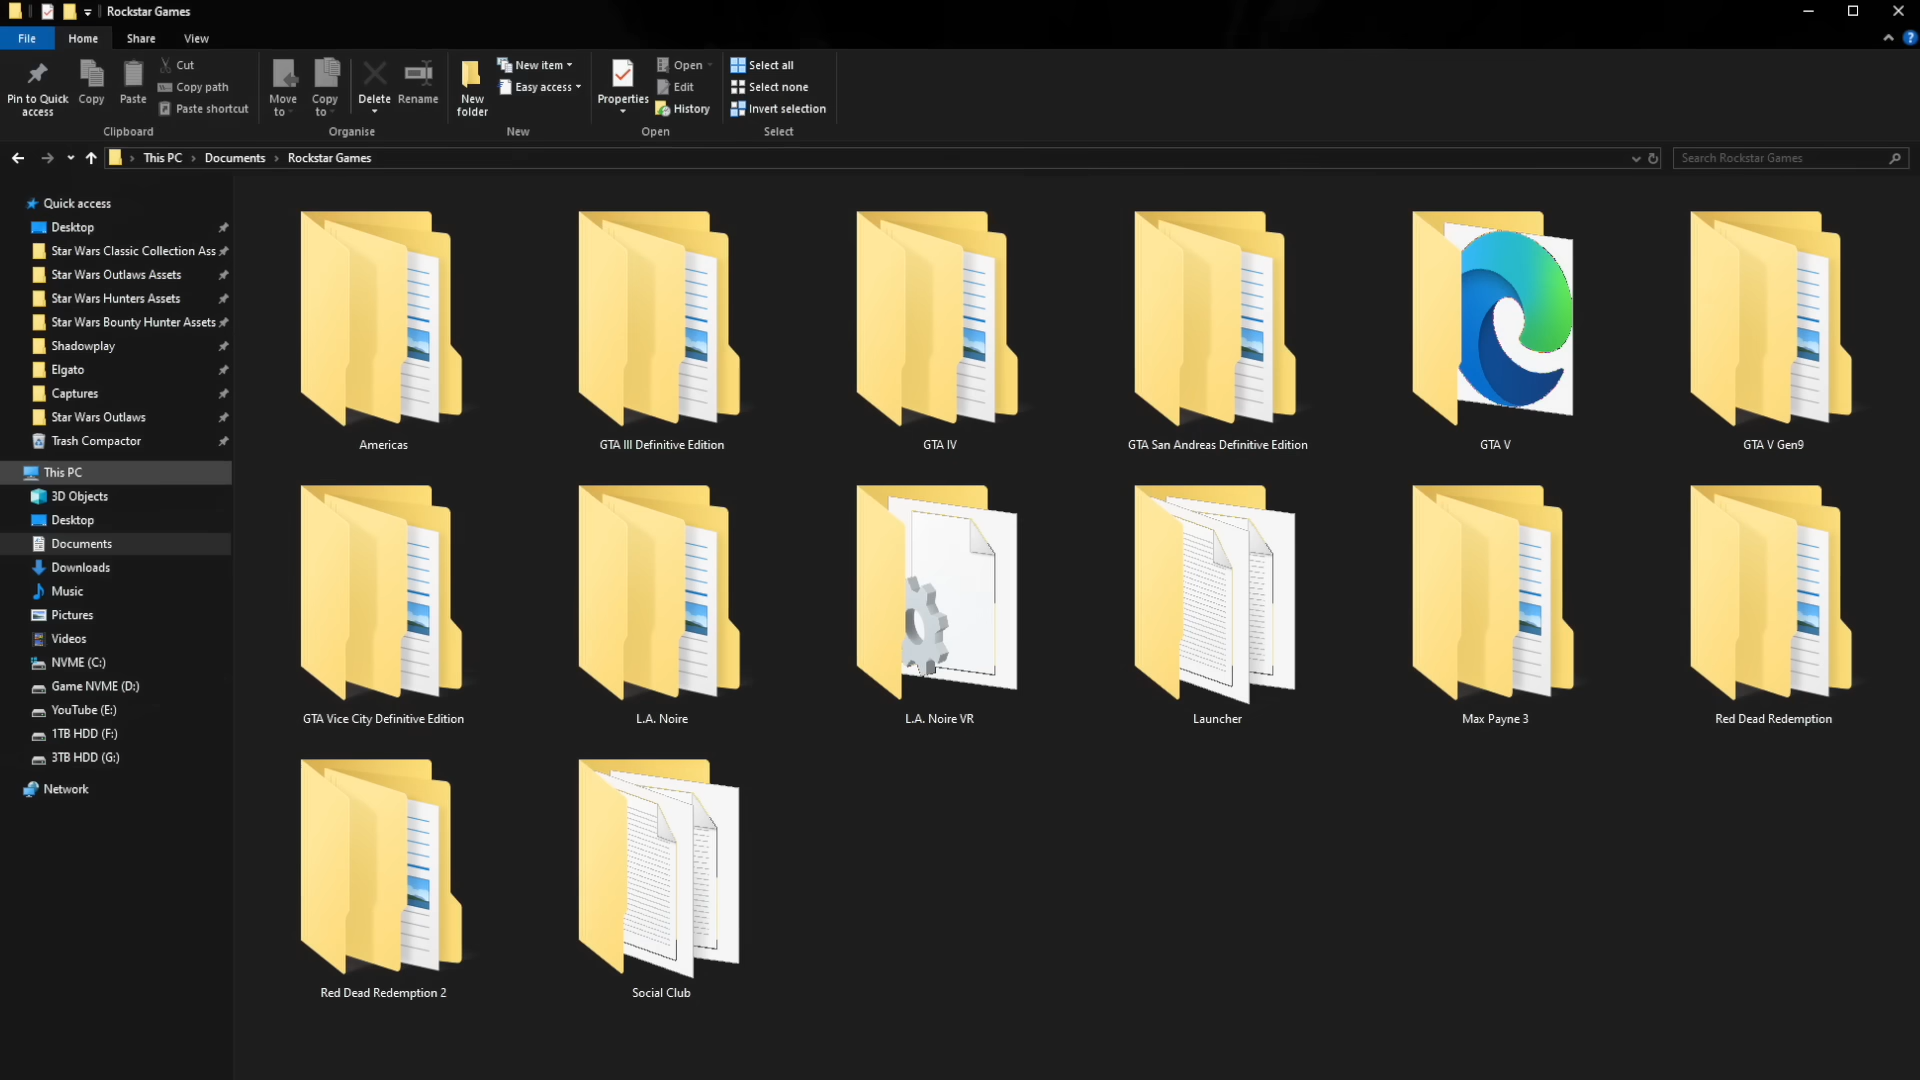 Rockstar Games
File
Home
Share
View
Pin to Quick
access
Copy
Paste
Cut
Copy path
Paste shortcut
Clipboard
Move
to
Copy
to
Delete
Rename
Organise
New
folder
New item
Easy access
New
Properties
Open
Edit
History
Open
Select all
Select none
Invert selection
Select
This PC
Documents
Rockstar Games
Search Rockstar Games
Quick access
Desktop
Star Wars Classic Collection Ass
Star Wars Outlaws Assets
Star Wars Hunters Assets
Star Wars Bounty Hunter Assets
Shadowplay
Elgato
Captures
Star Wars Outlaws
Trash Compactor
This PC
3D Objects
Desktop
Documents
Downloads
Music
Pictures
Videos
NVME (C:)
Game NVME (D:)
YouTube (E:)
1TB HDD (F:)
3TB HDD (G:)
Network
Americas
GTA III Definitive Edition
GTA IV
GTA San Andreas Definitive Edition
GTA V
GTA V Gen9
GTA Vice City Definitive Edition
L.A. Noire
L.A. Noire VR
Launcher
Max Payne 3
Red Dead Redemption
Red Dead Redemption 2
Social Club